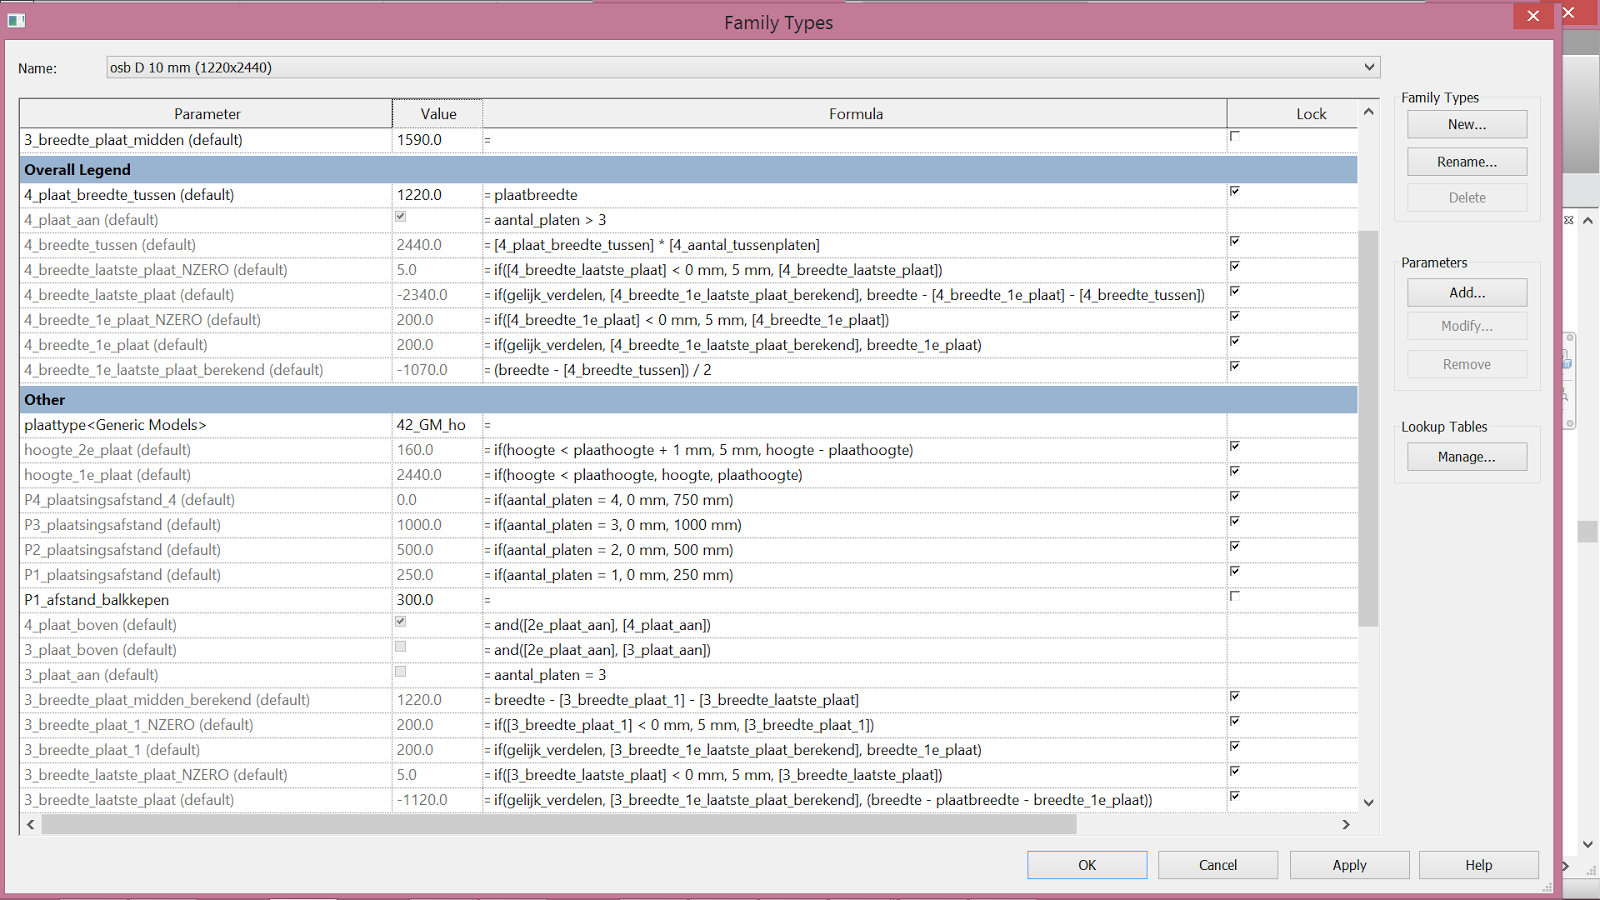 Family Types
Name: osb D 10 mm (1220x2440)
Parameter Value Formula Lock
3_breedte_plaat_midden (default) 1590.0 =
Overall Legend
4_plaat_breedte_tussen (default) 1220.0 = plaatbreedte
4_plaat_aan (default) = aantal_platen > 3
4_breedte_tussen (default) 2440.0 = [4_plaat_breedte_tussen] * [4_aantal_tussenplaten]
4_breedte_laatste_plaat_NZERO (default) 5.0 = if([4_breedte_laatste_plaat] < 0 mm, 5 mm, [4_breedte_laatste_plaat])
4_breedte_laatste_plaat (default) -2340.0 = if(gelijk_verdelen, [4_breedte_1e_laatste_plaat_berekend], breedte - [4_breedte_1e_plaat] - [4_breedte_tussen])
4_breedte_1e_plaat_NZERO (default) 200.0 = if([4_breedte_1e_plaat] < 0 mm, 5 mm, [4_breedte_1e_plaat])
4_breedte_1e_plaat (default) 200.0 = if(gelijk_verdelen, [4_breedte_1e_laatste_plaat_berekend], breedte_1e_plaat)
4_breedte_1e_laatste_plaat_berekend (default) -1070.0 = (breedte - [4_breedte_tussen]) / 2
Other
plaattype<Generic Models> 42_GM_ho =
hoogte_2e_plaat (default) 160.0 = if(hoogte < plaathoogte + 1 mm, 5 mm, hoogte - plaathoogte)
hoogte_1e_plaat (default) 2440.0 = if(hoogte < plaathoogte, hoogte, plaathoogte)
P4_plaatsingsafstand_4 (default) 0.0 = if(aantal_platen = 4, 0 mm, 750 mm)
P3_plaatsingsafstand (default) 1000.0 = if(aantal_platen = 3, 0 mm, 1000 mm)
P2_plaatsingsafstand (default) 500.0 = if(aantal_platen = 2, 0 mm, 500 mm)
P1_plaatsingsafstand (default) 250.0 = if(aantal_platen = 1, 0 mm, 250 mm)
P1_afstand_balkkepen 300.0 =
4_plaat_boven (default) = and([2e_plaat_aan], [4_plaat_aan])
3_plaat_boven (default) = and([2e_plaat_aan], [3_plaat_aan])
3_plaat_aan (default) = aantal_platen = 3
3_breedte_plaat_midden_berekend (default) 1220.0 = breedte - [3_breedte_plaat_1] - [3_breedte_laatste_plaat]
3_breedte_plaat_1_NZERO (default) 200.0 = if([3_breedte_plaat_1] < 0 mm, 5 mm, [3_breedte_plaat_1])
3_breedte_plaat_1 (default) 200.0 = if(gelijk_verdelen, [3_breedte_1e_laatste_plaat_berekend], breedte_1e_plaat)
3_breedte_laatste_plaat_NZERO (default) 5.0 = if([3_breedte_laatste_plaat] < 0 mm, 5 mm, [3_breedte_laatste_plaat])
3_breedte_laatste_plaat (default) -1120.0 = if(gelijk_verdelen, [3_breedte_1e_laatste_plaat_berekend], (breedte - plaatbreedte - breedte_1e_plaat))
Family Types
New...
Rename...
Delete
Parameters
Add...
Modify...
Remove
Lookup Tables
Manage...
OK Cancel Apply Help